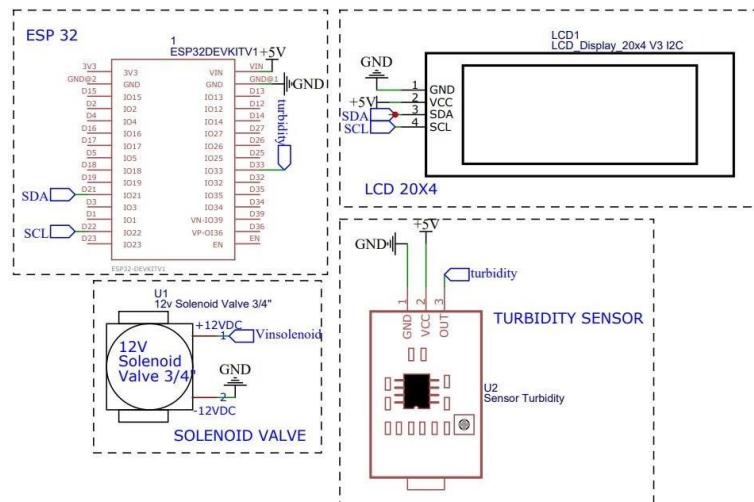 ESP 32
1
ESP32DEVKITV1
+5V
GND
3V3 3V3 VIN VIN
GND@2 GND GND GND@1
D15 IO15 IO13 D13
D2 IO2 IO12 D12
D4 IO4 IO14 D14
D16 IO16 IO27 D27
D17 IO17 IO26 D26
D5 IO5 IO25 D25
D18 IO18 IO33 D33
D19 IO19 IO32 D32
D21 IO21 IO35 D35
D3 IO3 IO34 D34
D1 IO1 VN-IO39 D39
D22 IO22 VP-OI36 D36
D23 IO23 EN EN
turbidity
SDA
SCL
ESP32-DEVKITV1
LCD1
LCD_Display_20x4 V3 I2C
GND 1 GND
+5V 2 VCC
SDA 3 SDA
SCL 4 SCL
LCD 20X4
U1
12v Solenoid Valve 3/4"
+12VDC
1 Vinsolenoid
12V
Solenoid
Valve 3/4"
GND
2
-12VDC
SOLENOID VALVE
+5V
GND
turbidity
1 2 3
GND VCC OUT
TURBIDITY SENSOR
U2
Sensor Turbidity